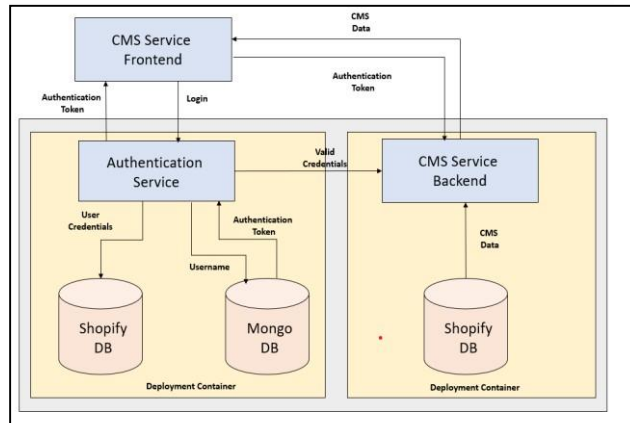 CMS
Data
CMS Service
Frontend
Authentication
Token
Login
Authentication
Token
Authentication
Service
Valid
Credentials
CMS Service
Backend
User
Credentials
Authentication
Token
Username
CMS
Data
Shopify
DB
Mongo
DB
Shopify
DB
Deployment Container
Deployment Container